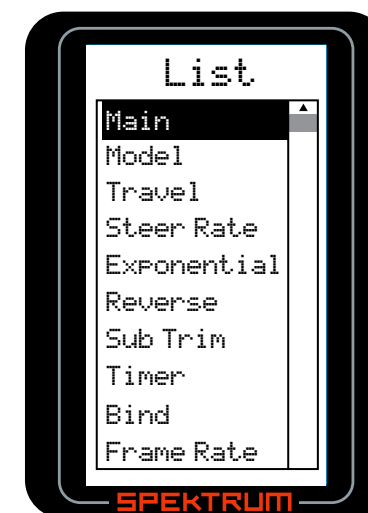 List
Main
Model
Travel
Steer Rate
Exponential
Reverse
Sub Trim
Timer
Bind
Frame Rate
SPEKTRUM